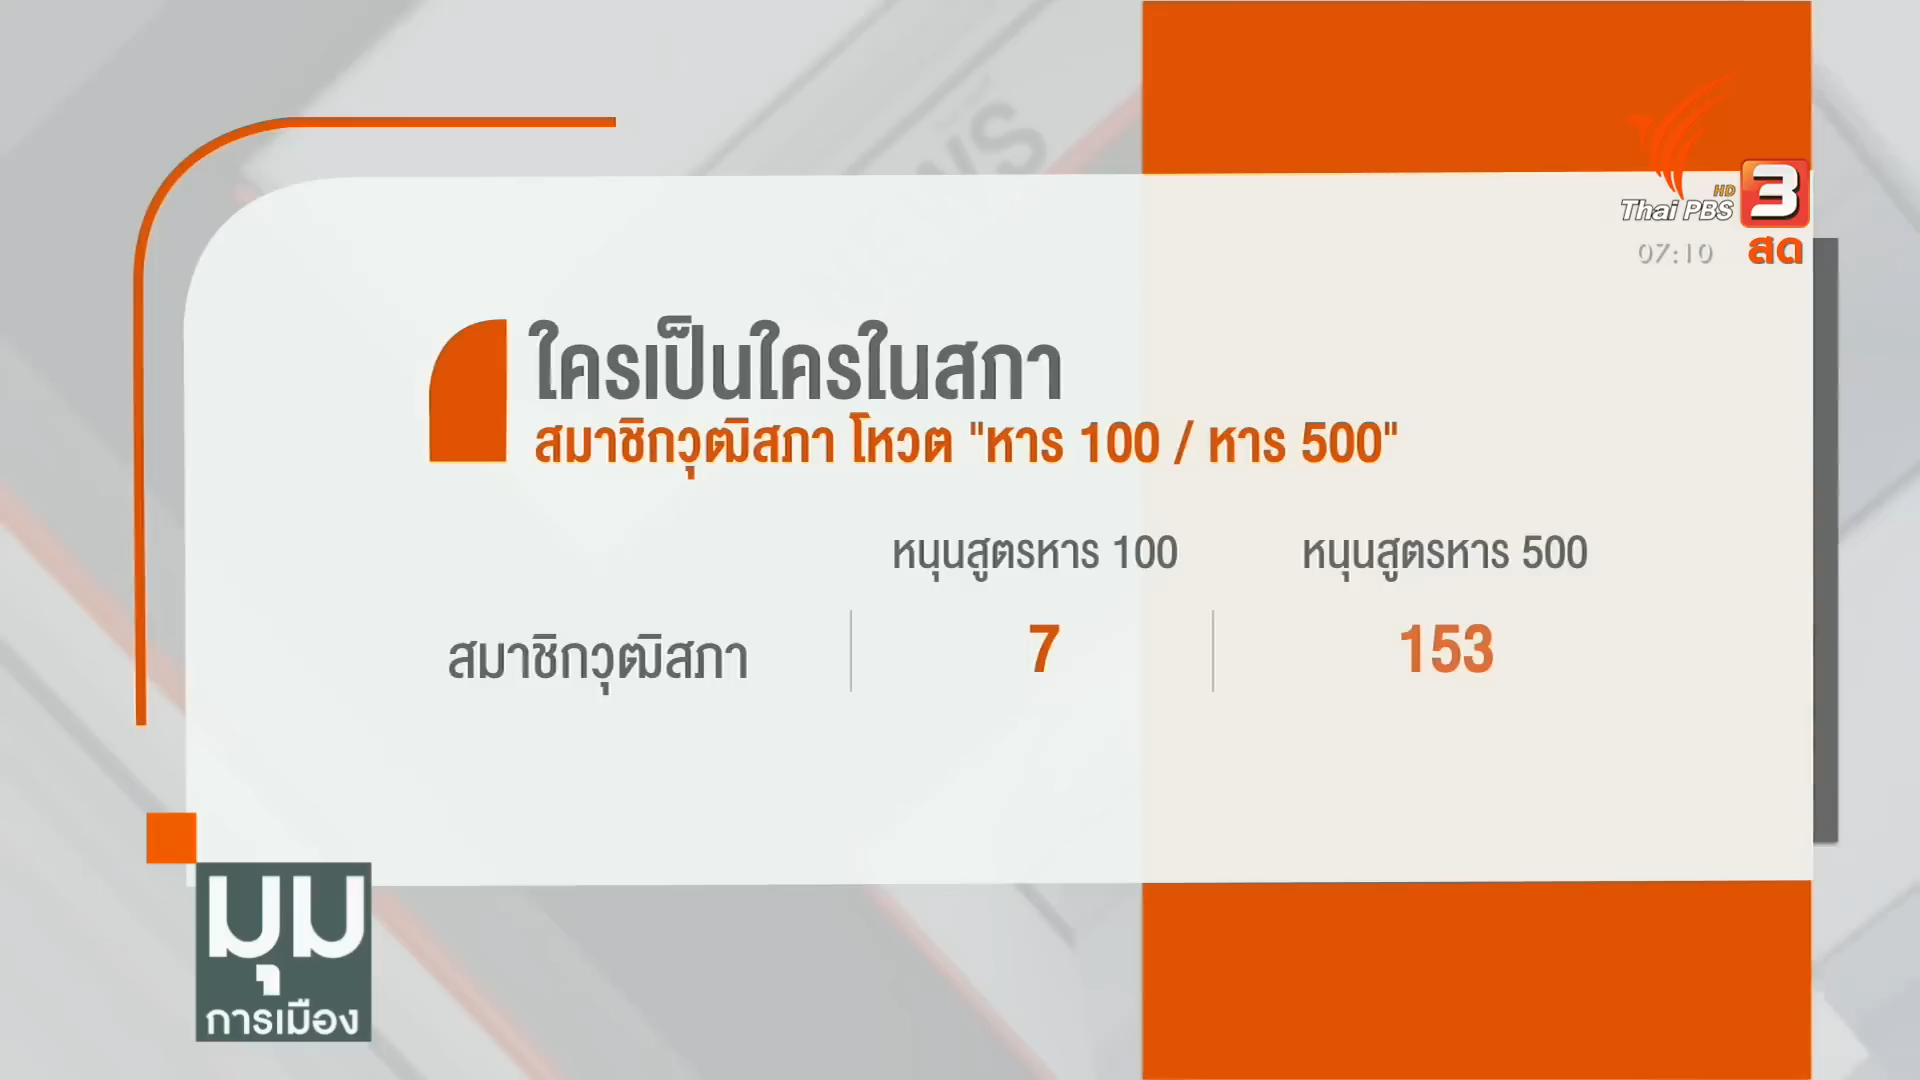 HD
Thai PBS 3
07:10 สด
ใครเป็นใครในสภา
สมาชิกวุฒิสภา โหวต "หาร 100 / หาร 500"
หนุนสูตรหาร 100 หนุนสูตรหาร 500
สมาชิกวุฒิสภา 7 153
มุม
การเมือง